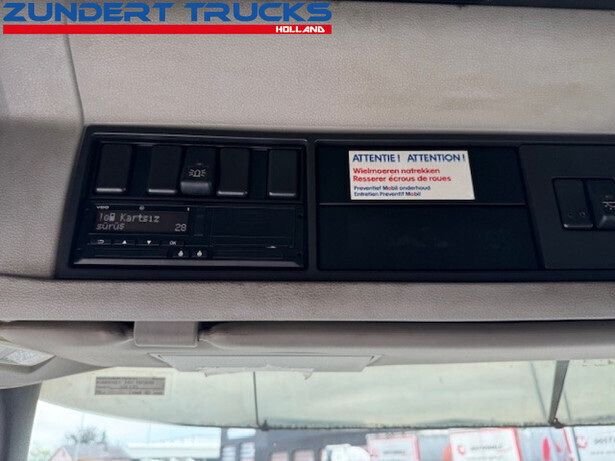 ZUNDERT TRUCKS
HOLLAND
ATTENTIE! ATTENTION!
Wielmoeren natrekken
Resserer écrous de roues
Preventief Mobil onderhoud
Entretien Preventif Mobil
Kartsız
sürüş 28
OK